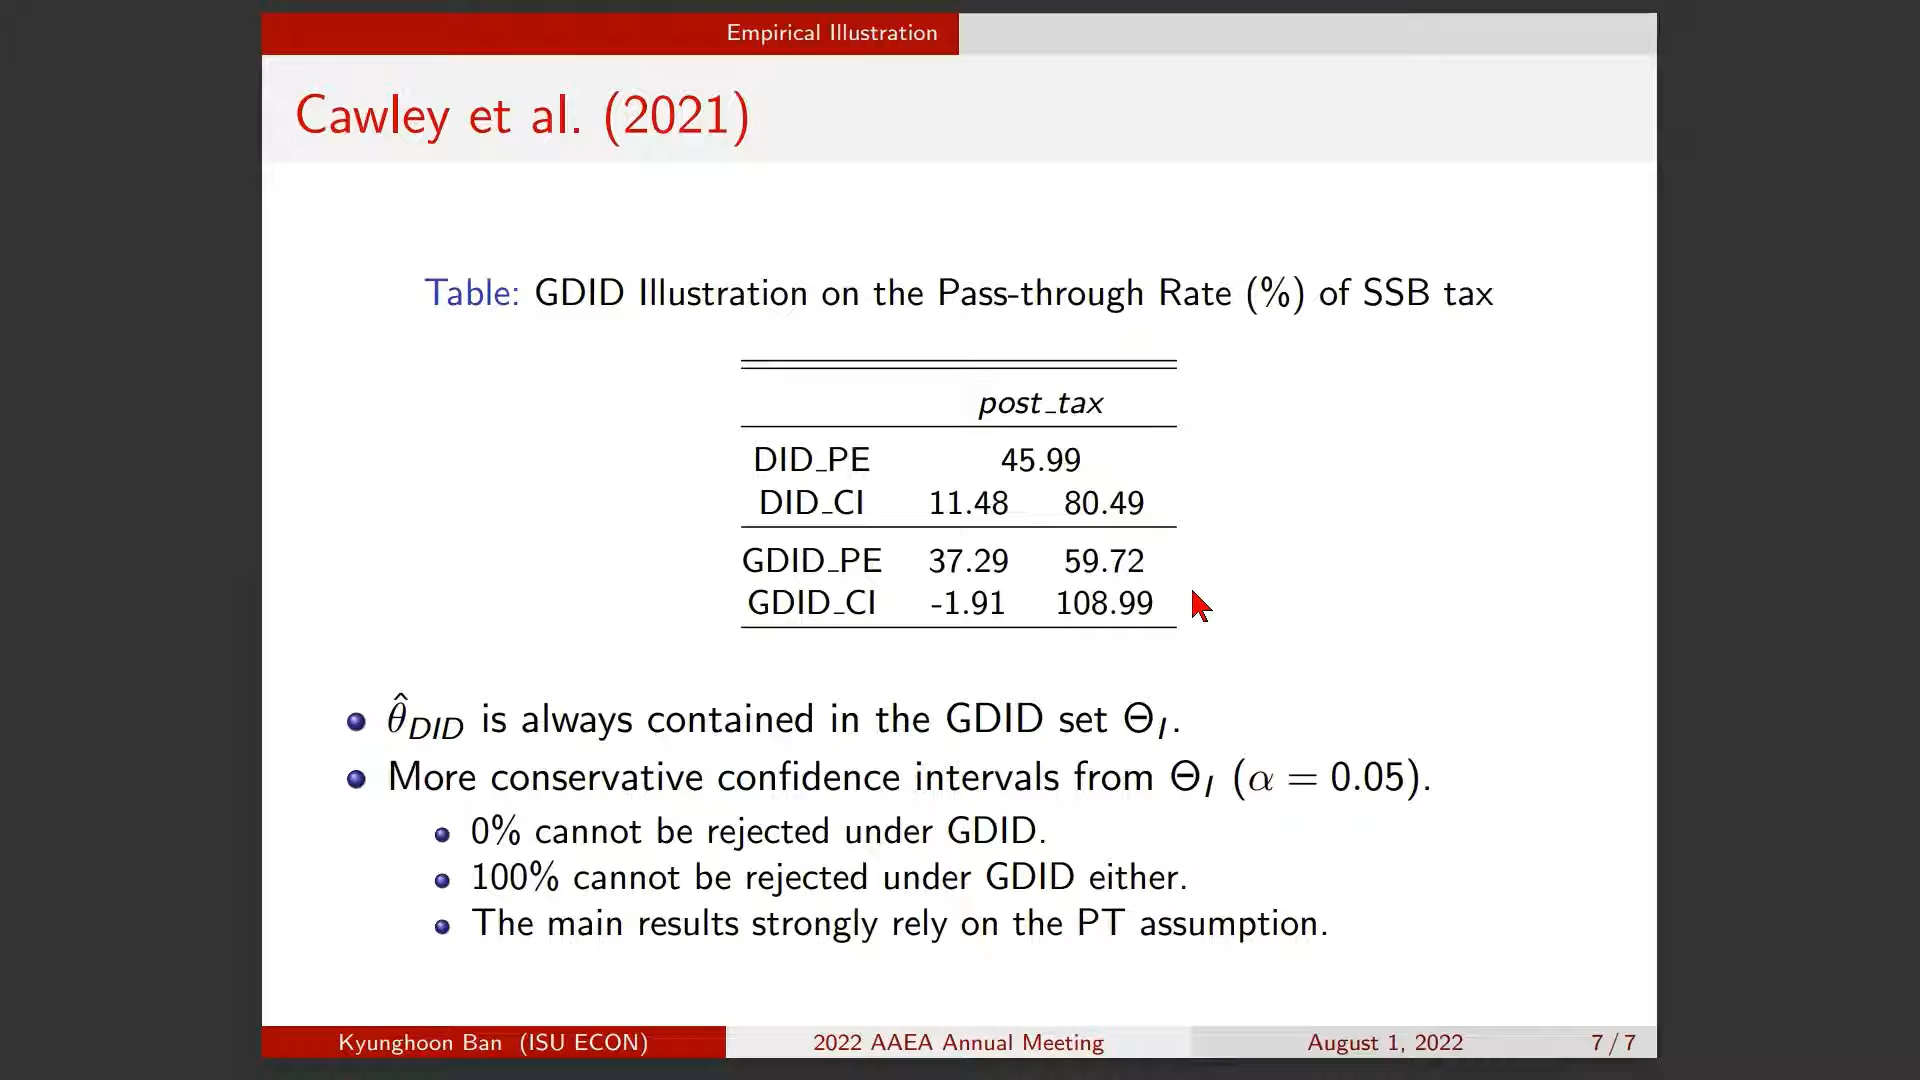 Empirical Illustration
Cawley et al. (2021)
Table: GDID Illustration on the Pass-through Rate (%) of SSB tax
post_tax
DID_PE 45.99
DID_CI 11.48 80.49
GDID_PE 37.29 59.72
GDID_CI -1.91 108.99
θ̂_DID is always contained in the GDID set Θ_I.
More conservative confidence intervals from Θ_I (α = 0.05).
0% cannot be rejected under GDID.
100% cannot be rejected under GDID either.
The main results strongly rely on the PT assumption.
Kyunghoon Ban (ISU ECON) 2022 AAEA Annual Meeting August 1, 2022 7 / 7